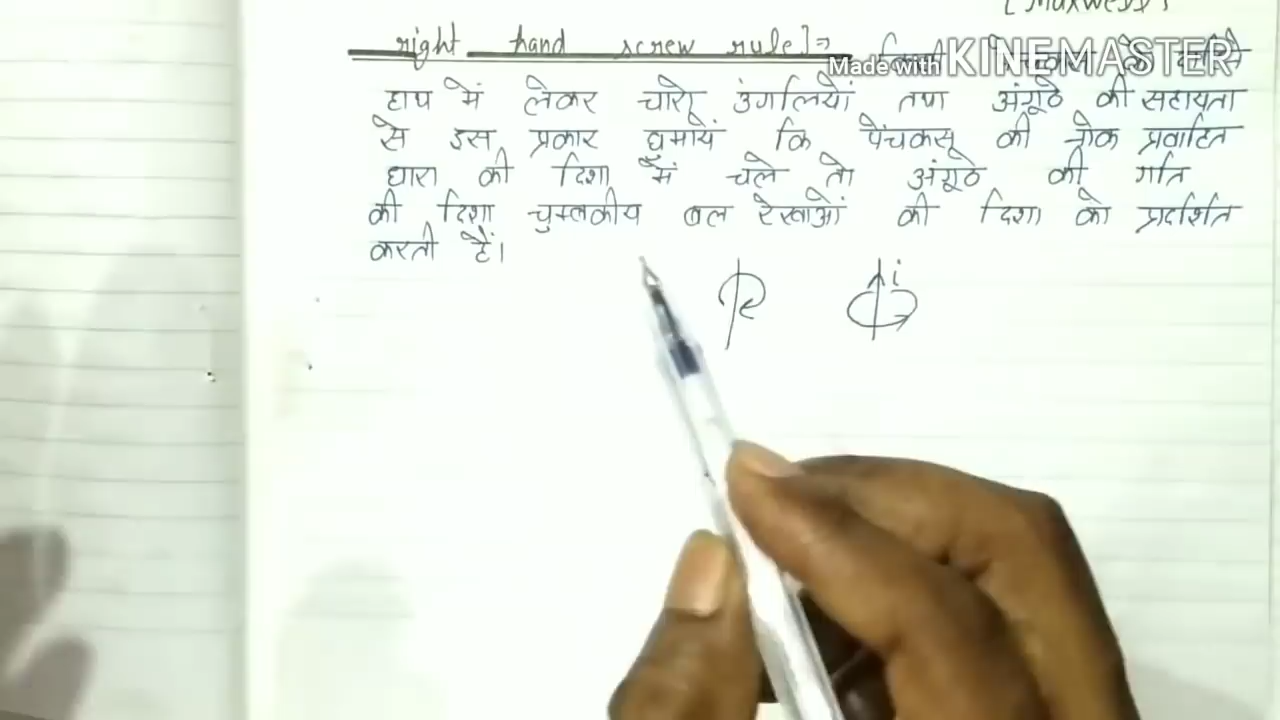 [Maxwell's
right hand screw rule]⇒ किसी
Made with KINEMASTER
हाथ में लेकर चारो उंगलियों तथा अंगूठे की सहायता
से इस प्रकार घुमायें कि पेंचकस की नोक प्रवाहित
धारा की दिशा में चले तो अंगूठे की गति
की दिशा चुम्बकीय बल रेखाओं की दिशा को प्रदर्शित
करती हैं।
i